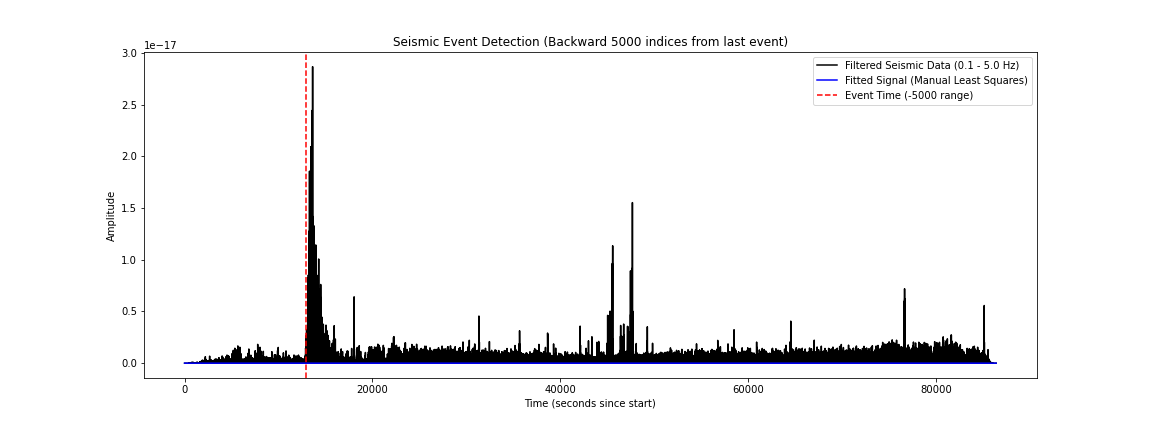 Seismic Event Detection (Backward 5000 indices from last event)
1e−17
3.0
2.5
2.0
1.5
1.0
0.5
0.0
Amplitude
Filtered Seismic Data (0.1 - 5.0 Hz)
Fitted Signal (Manual Least Squares)
Event Time (-5000 range)
0 20000 40000 60000 80000
Time (seconds since start)